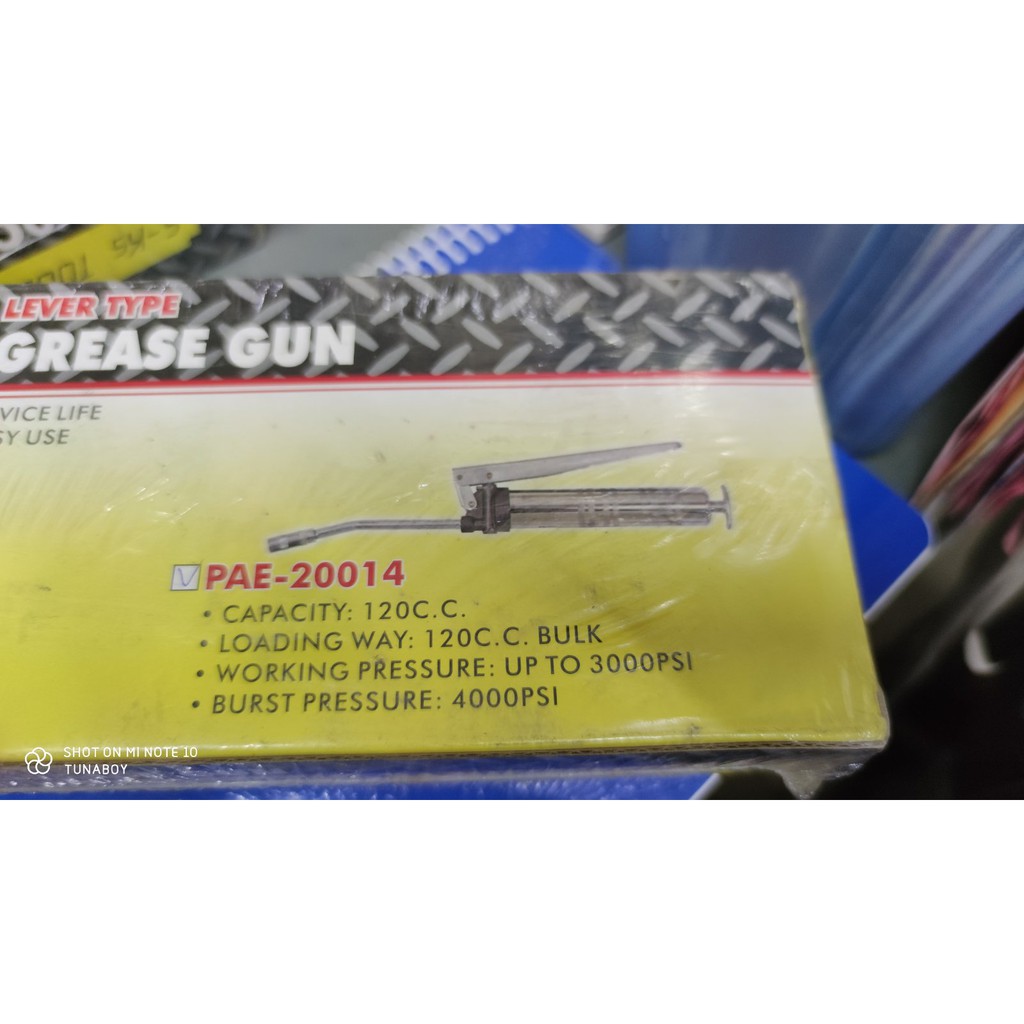 LEVER TYPE
GREASE GUN
VICE LIFE
SY USE
PAE-20014
• CAPACITY: 120C.C.
• LOADING WAY: 120C.C. BULK
• WORKING PRESSURE: UP TO 3000PSI
• BURST PRESSURE: 4000PSI
SHOT ON MI NOTE 10
TUNABOY